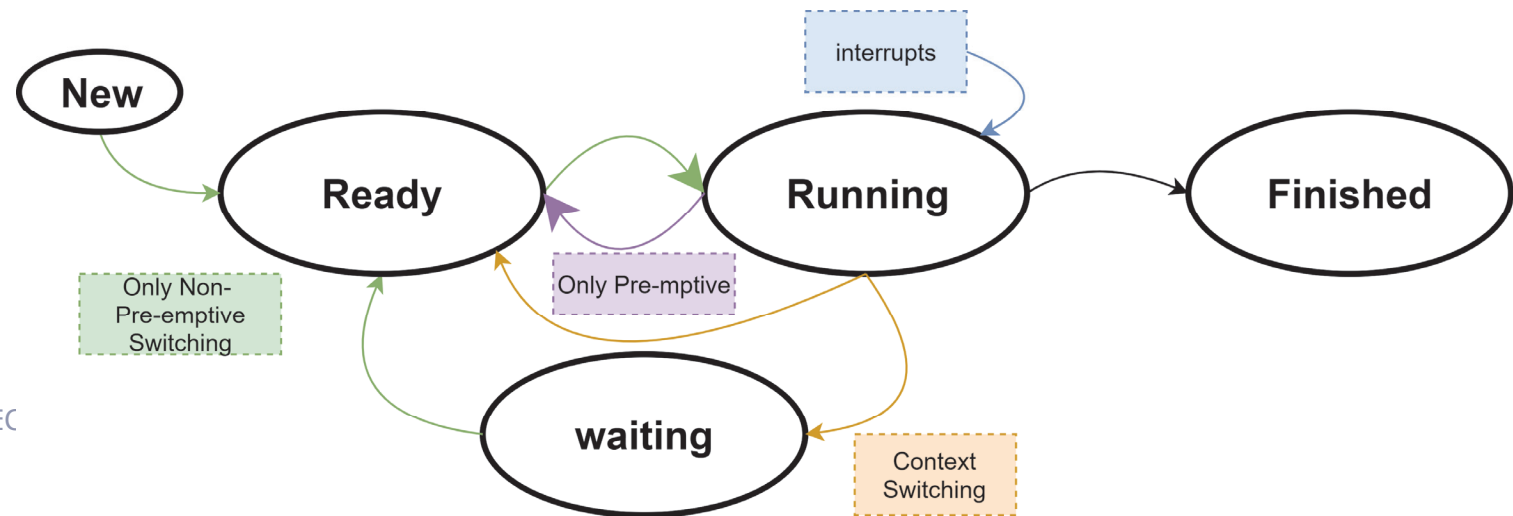 interrupts
New
Ready
Running
Finished
Only Non-
Pre-emptive
Switching
Only Pre-mptive
waiting
Context
Switching